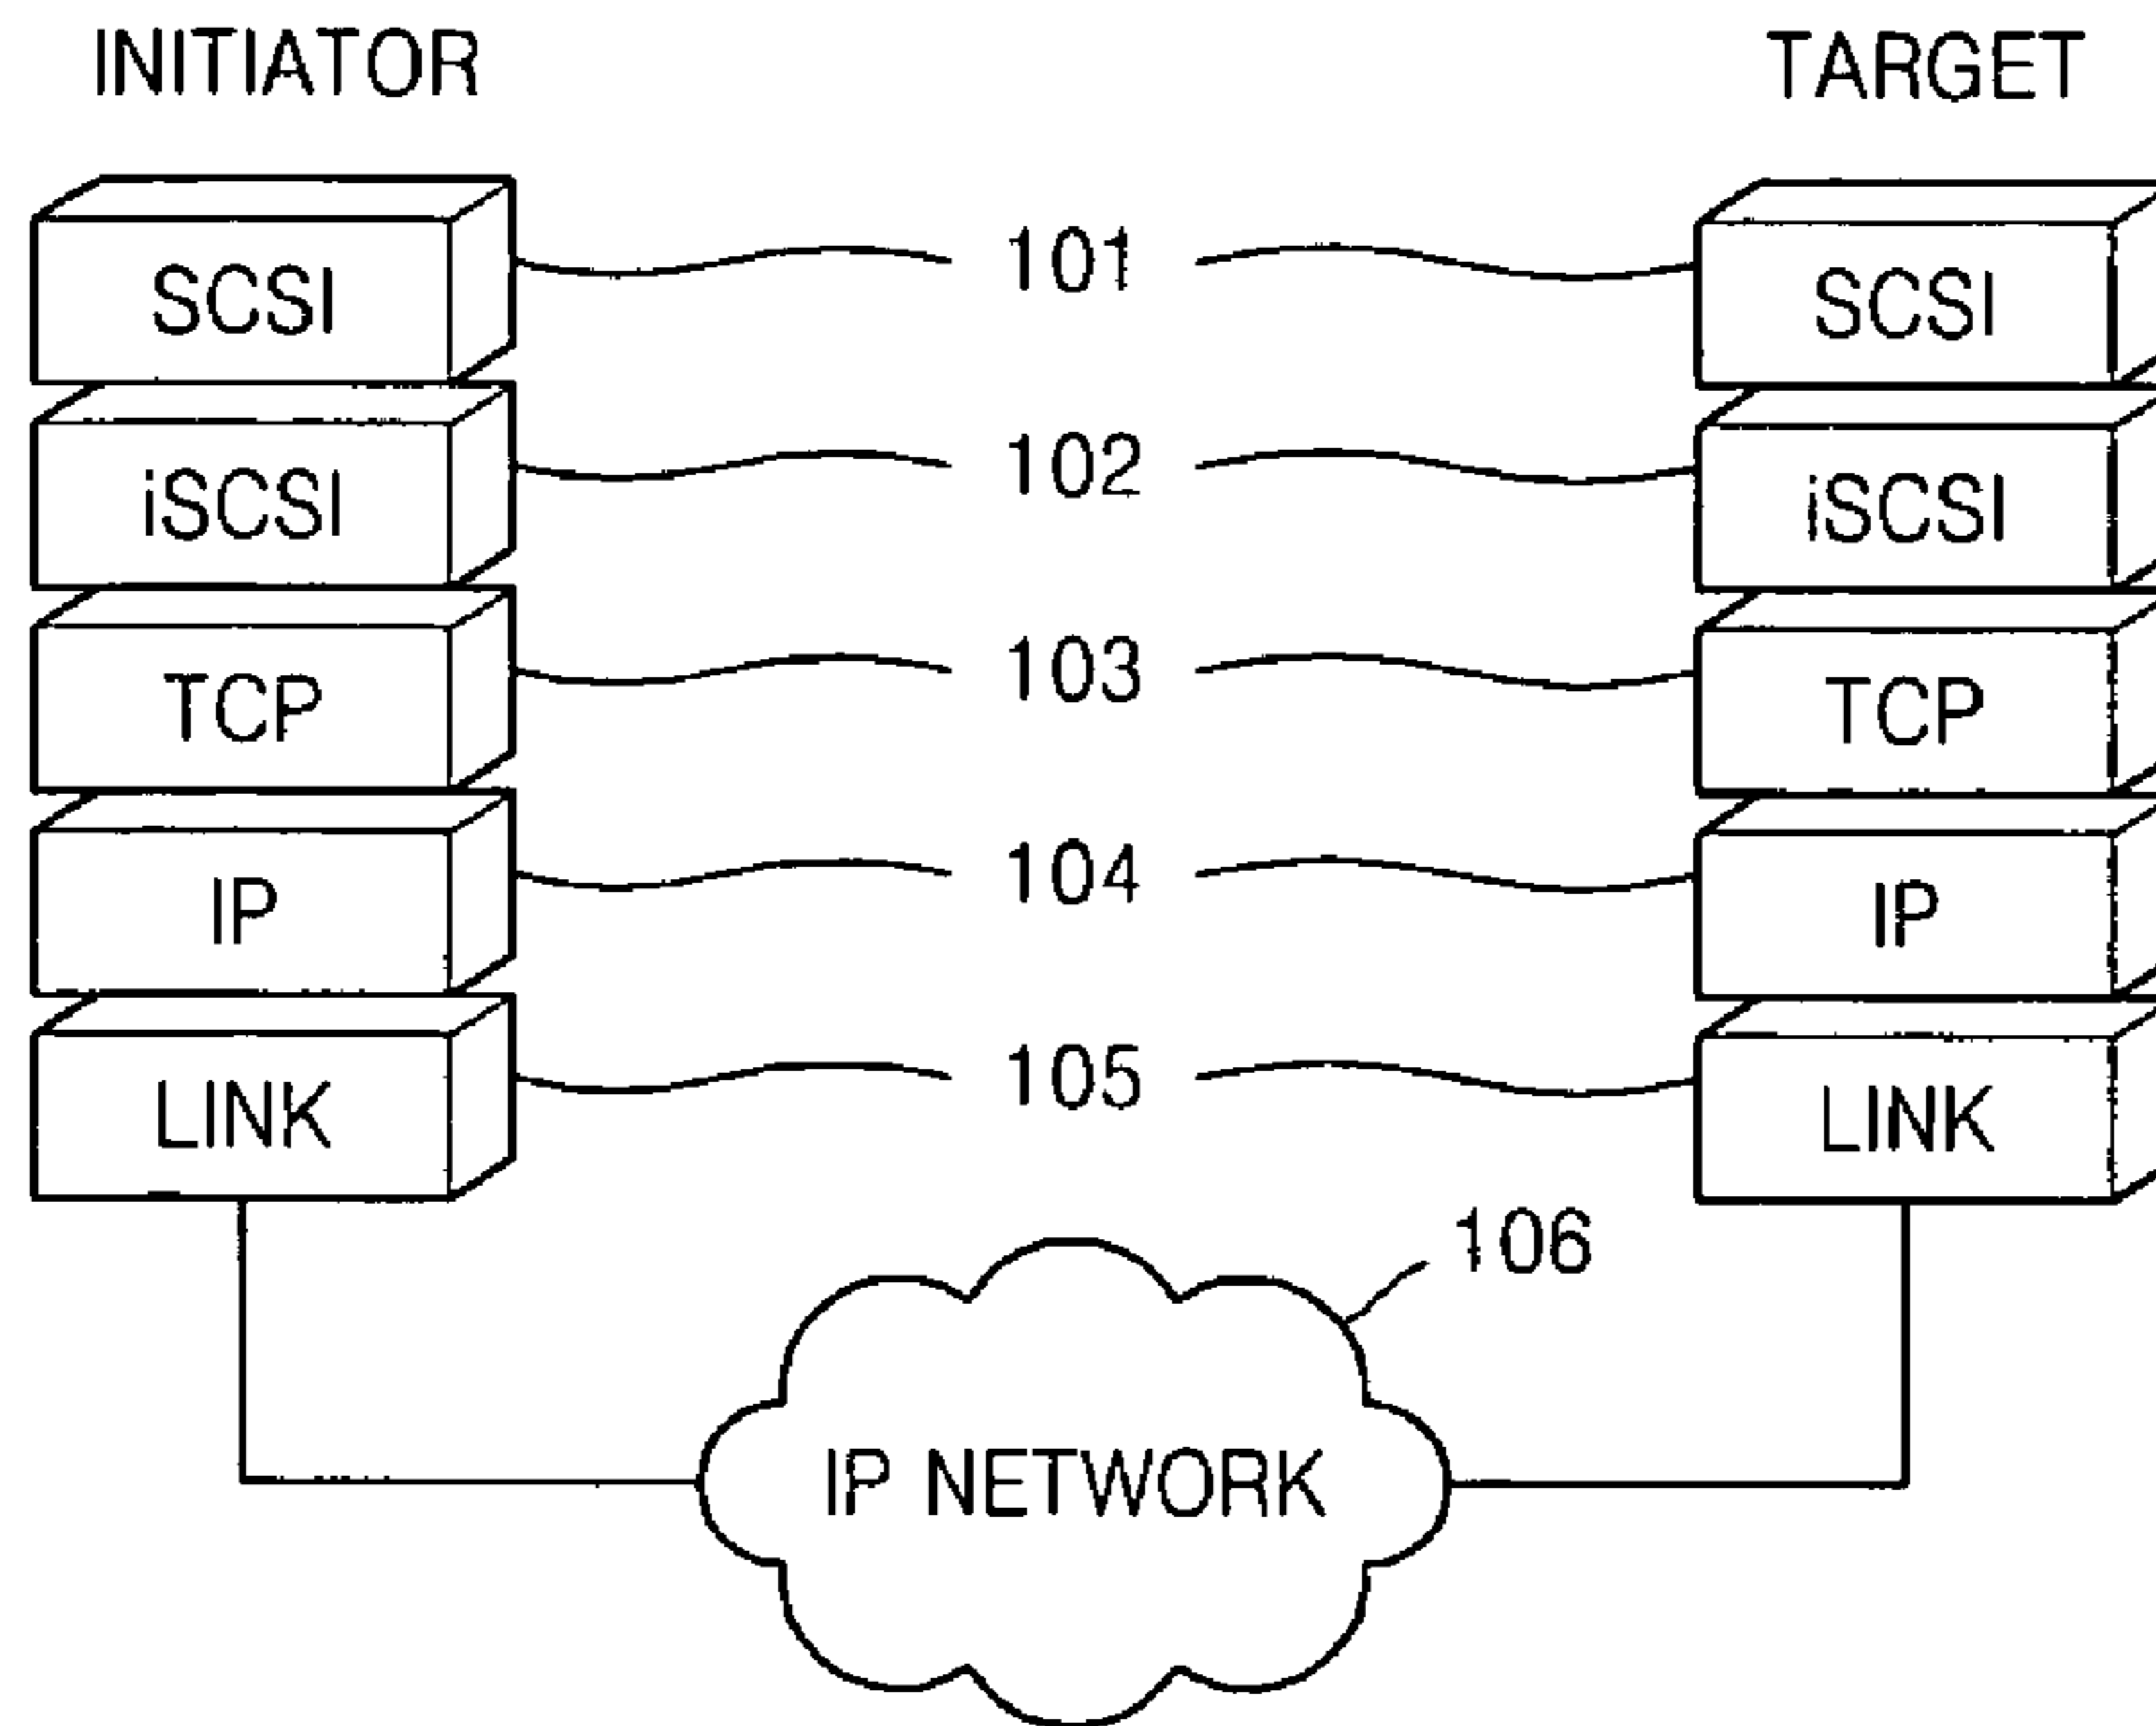 INITIATOR TARGET
SCSI 101 SCSI
iSCSI 102 iSCSI
TCP 103 TCP
IP 104 IP
LINK 105 LINK
106
IP NETWORK